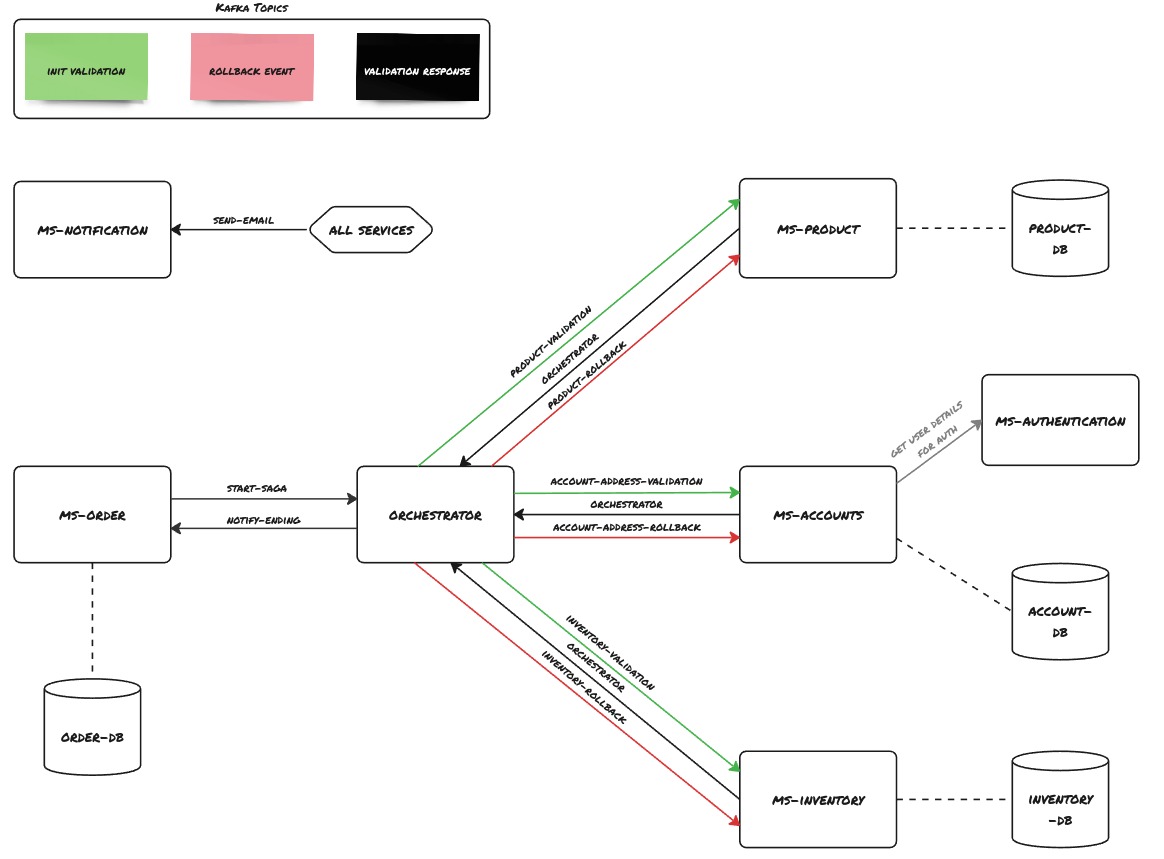 KAFKA TOPICS
INIT VALIDATION
ROLLBACK EVENT
VALIDATION RESPONSE
MS-NOTIFICATION
SEND-EMAIL
ALL SERVICES
MS-PRODUCT
PRODUCT-
DB
PRODUCT-VALIDATION
ORCHESTRATOR
PRODUCT-ROLLBACK
GET USER DETAILS
FOR AUTH
MS-AUTHENTICATION
MS-ORDER
START-SAGA
NOTIFY-ENDING
ORCHESTRATOR
ACCOUNT-ADDRESS-VALIDATION
ORCHESTRATOR
ACCOUNT-ADDRESS-ROLLBACK
MS-ACCOUNTS
ACCOUNT-
DB
INVENTORY-VALIDATION
ORCHESTRATOR
INVENTORY-ROLLBACK
ORDER-DB
MS-INVENTORY
INVENTORY
-DB